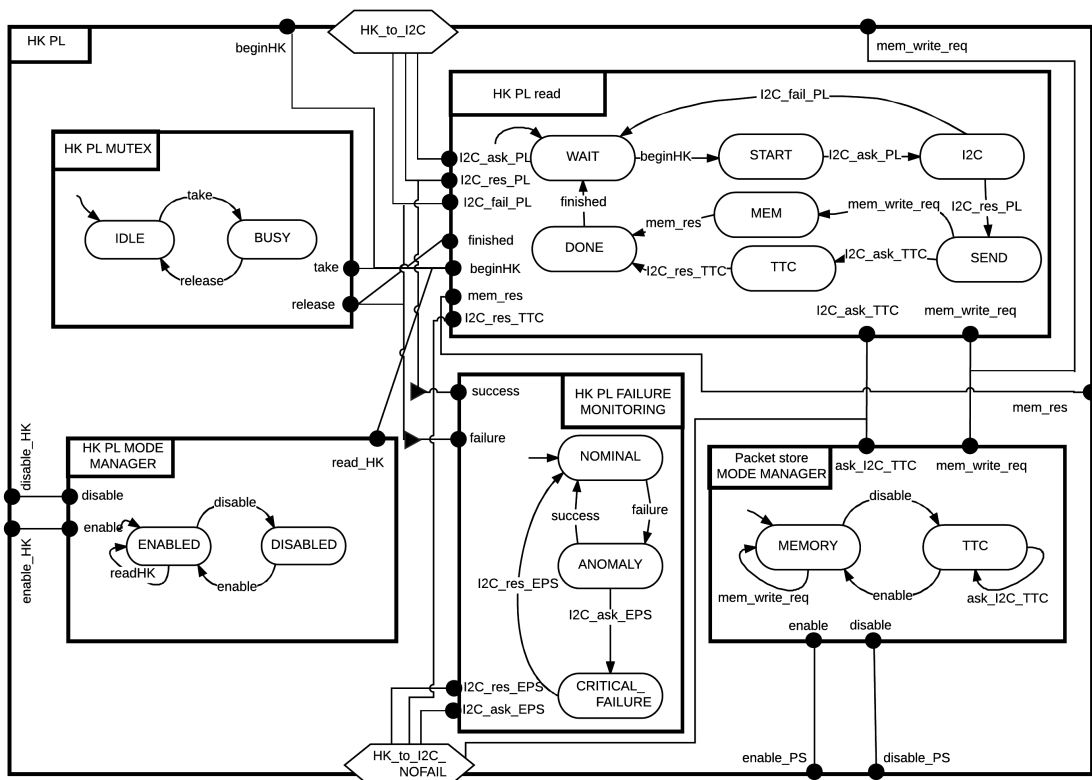 HK PL
beginHK
HK_to_I2C
mem_write_req
HK PL read
I2C_fail_PL
I2C_ask_PL
WAIT
beginHK
START
I2C_ask_PL
I2C
I2C_res_PL
I2C_fail_PL
finished
mem_res
MEM
mem_write_req
I2C_res_PL
finished
DONE
I2C_res_TTC
TTC
I2C_ask_TTC
SEND
beginHK
mem_res
I2C_res_TTC
I2C_ask_TTC
mem_write_req
HK PL MUTEX
take
IDLE
BUSY
release
take
release
mem_res
success
failure
HK PL FAILURE
MONITORING
NOMINAL
success
failure
ANOMALY
I2C_res_EPS
I2C_ask_EPS
CRITICAL_
FAILURE
I2C_res_EPS
I2C_ask_EPS
HK PL MODE
MANAGER
read_HK
disable_HK
disable
enable
enable_HK
disable
ENABLED
DISABLED
readHK
enable
Packet store
MODE MANAGER
ask_I2C_TTC
mem_write_req
disable
MEMORY
TTC
mem_write_req
enable
ask_I2C_TTC
enable
disable
enable_PS
disable_PS
HK_to_I2C_
NOFAIL